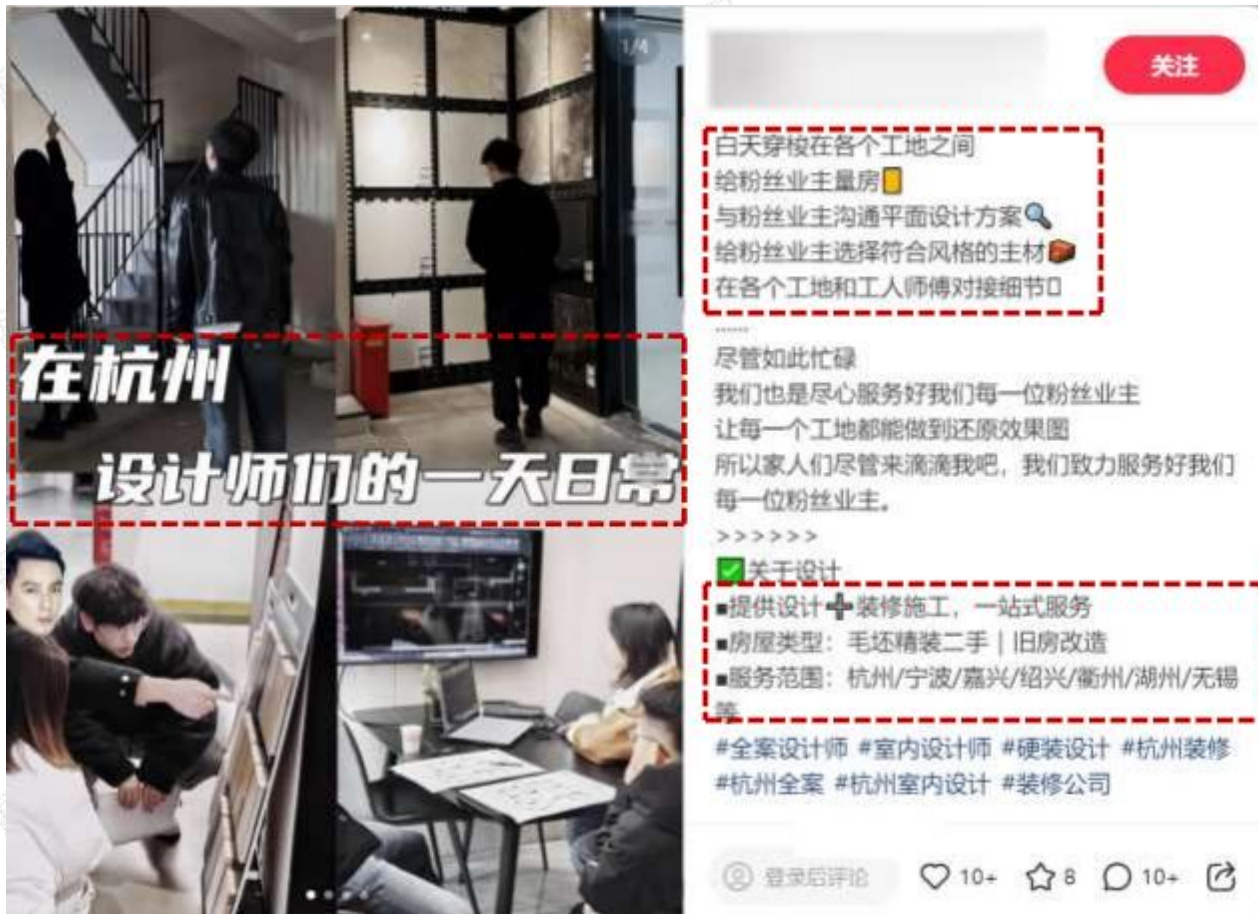 1/4
在杭州
设计师们的一天日常
关注
白天穿梭在各个工地之间
给粉丝业主量房
与粉丝业主沟通平面设计方案
给粉丝业主选择符合风格的主材
在各个工地和工人师傅对接细节
......
尽管如此忙碌
我们也是尽心服务好我们每一位粉丝业主
让每一个工地都能做到还原效果图
所以家人们尽管来滴滴我吧，我们致力服务好我们
每一位粉丝业主。
>>>>>>
✅关于设计
▪提供设计➕装修施工，一站式服务
▪房屋类型：毛坯精装二手｜旧房改造
▪服务范围：杭州/宁波/嘉兴/绍兴/衢州/湖州/无锡
等
#全案设计师 #室内设计师 #硬装设计 #杭州装修
#杭州全案 #杭州室内设计 #装修公司
登录后评论 10+ 8 10+